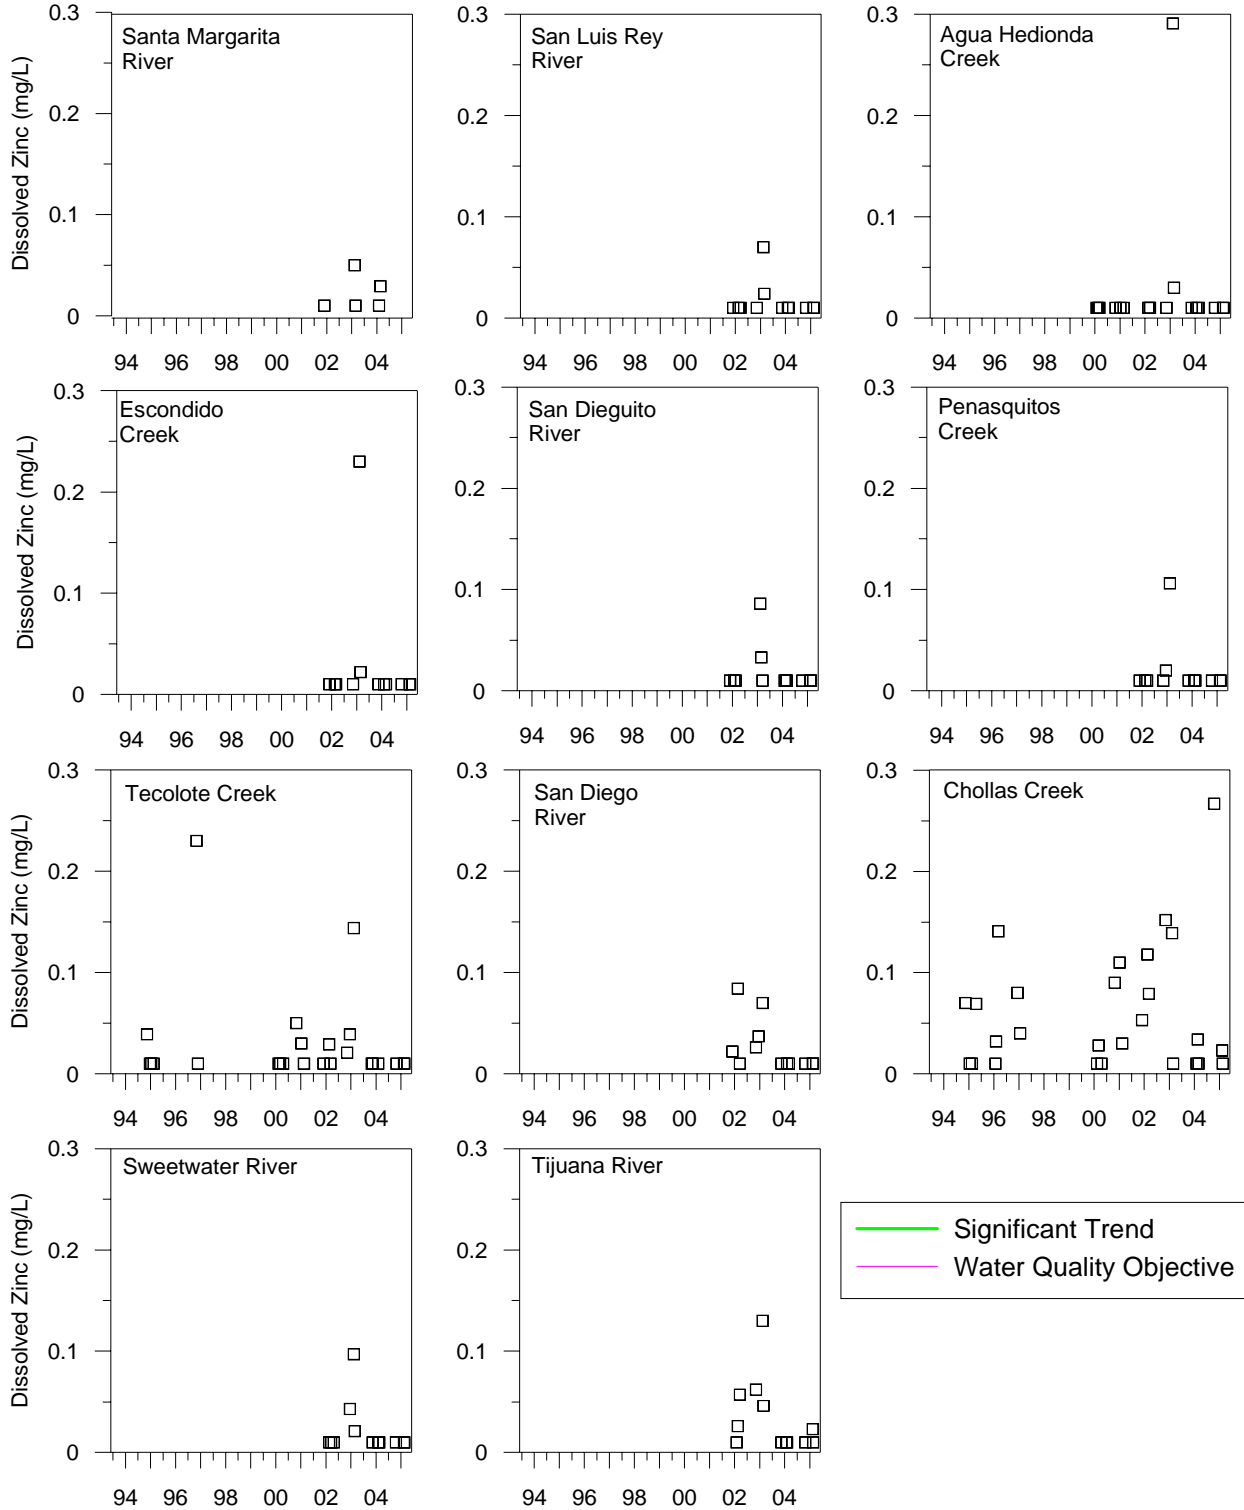 Dissolved Zinc (mg/L)
0.3
0.2
0.1
0
Santa Margarita
River
94 96 98 00 02 04
0.3
0.2
0.1
0
San Luis Rey
River
94 96 98 00 02 04
0.3
0.2
0.1
0
Agua Hedionda
Creek
94 96 98 00 02 04
Dissolved Zinc (mg/L)
0.3
0.2
0.1
0
Escondido
Creek
94 96 98 00 02 04
0.3
0.2
0.1
0
San Dieguito
River
94 96 98 00 02 04
0.3
0.2
0.1
0
Penasquitos
Creek
94 96 98 00 02 04
Dissolved Zinc (mg/L)
0.3
0.2
0.1
0
Tecolote Creek
94 96 98 00 02 04
0.3
0.2
0.1
0
San Diego
River
94 96 98 00 02 04
0.3
0.2
0.1
0
Chollas Creek
94 96 98 00 02 04
Dissolved Zinc (mg/L)
0.3
0.2
0.1
0
Sweetwater River
94 96 98 00 02 04
0.3
0.2
0.1
0
Tijuana River
94 96 98 00 02 04
Significant Trend
Water Quality Objective